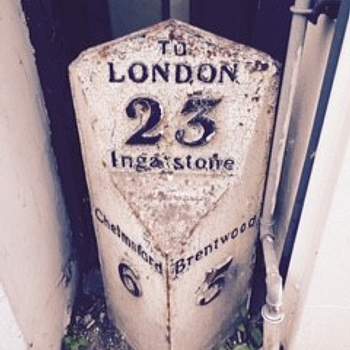 TO
LONDON
23
Ingatstone
Chelmsford Brentwood
6 5